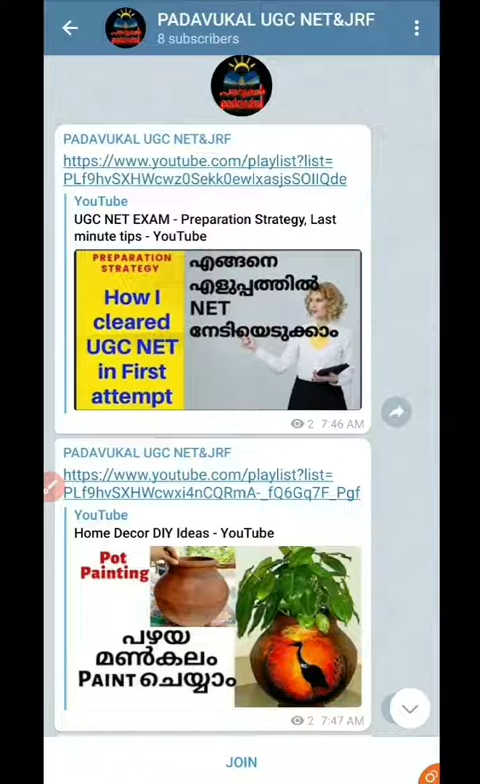 PADAVUKAL UGC NET&JRF
8 subscribers
PADAVUKAL UGC NET&JRF
https://www.youtube.com/playlist?list=
PLf9hvSXHWcwz0Sekk0ewlxasjsSOIIQde
YouTube
UGC NET EXAM - Preparation Strategy, Last
minute tips - YouTube
PREPARATION
STRATEGY
How I
cleared
UGC NET
in First
attempt
എങ്ങനെ
എളുപ്പത്തിൽ
NET
നേടിയെടുക്കാം
2 7:46 AM
PADAVUKAL UGC NET&JRF
https://www.youtube.com/playlist?list=
PLf9hvSXHWcwxi4nCQRmA-_fQ6Gq7F_Pgf
YouTube
Home Decor DIY Ideas - YouTube
Pot
Painting
പഴയ
മൺകലം
PAINT ചെയ്യാം
2 7:47 AM
JOIN